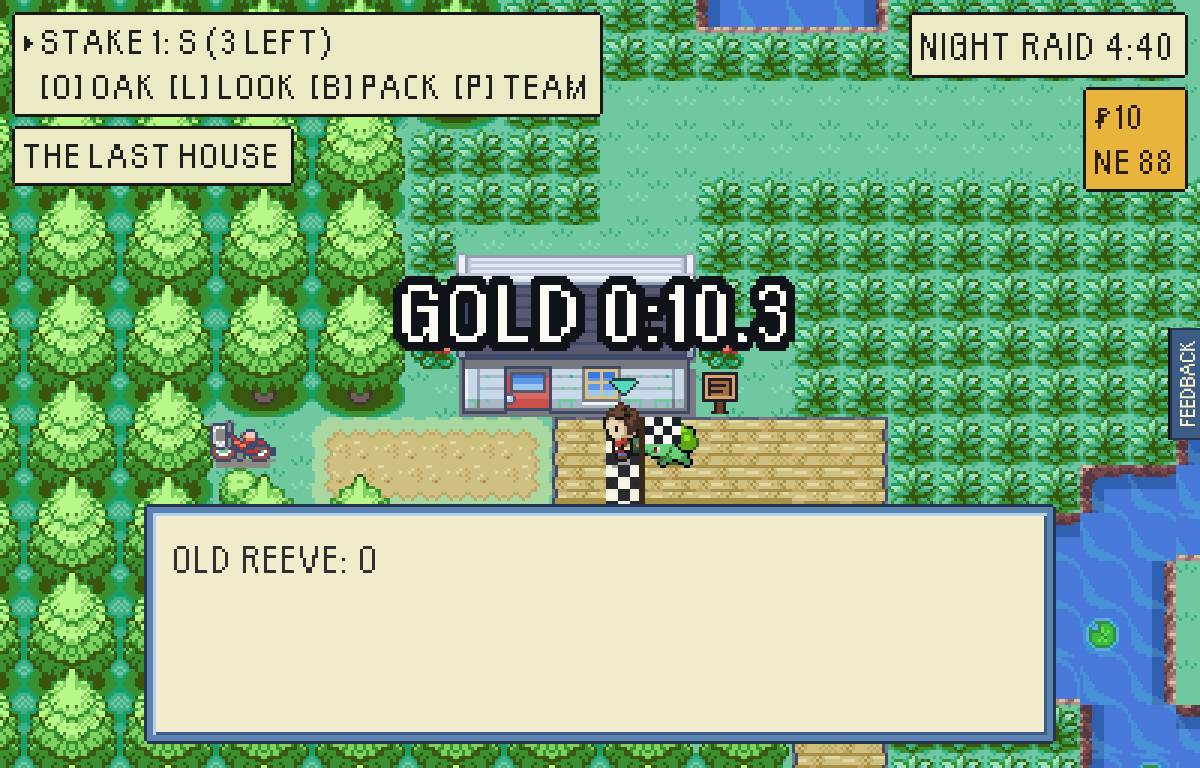 ▸STAKE 1: S (3 LEFT)
[O] OAK [L] LOOK [B] PACK [P] TEAM
THE LAST HOUSE
NIGHT RAID 4:40
₽10
NE 88
GOLD 0:10.3
FEEDBACK
OLD REEVE: O